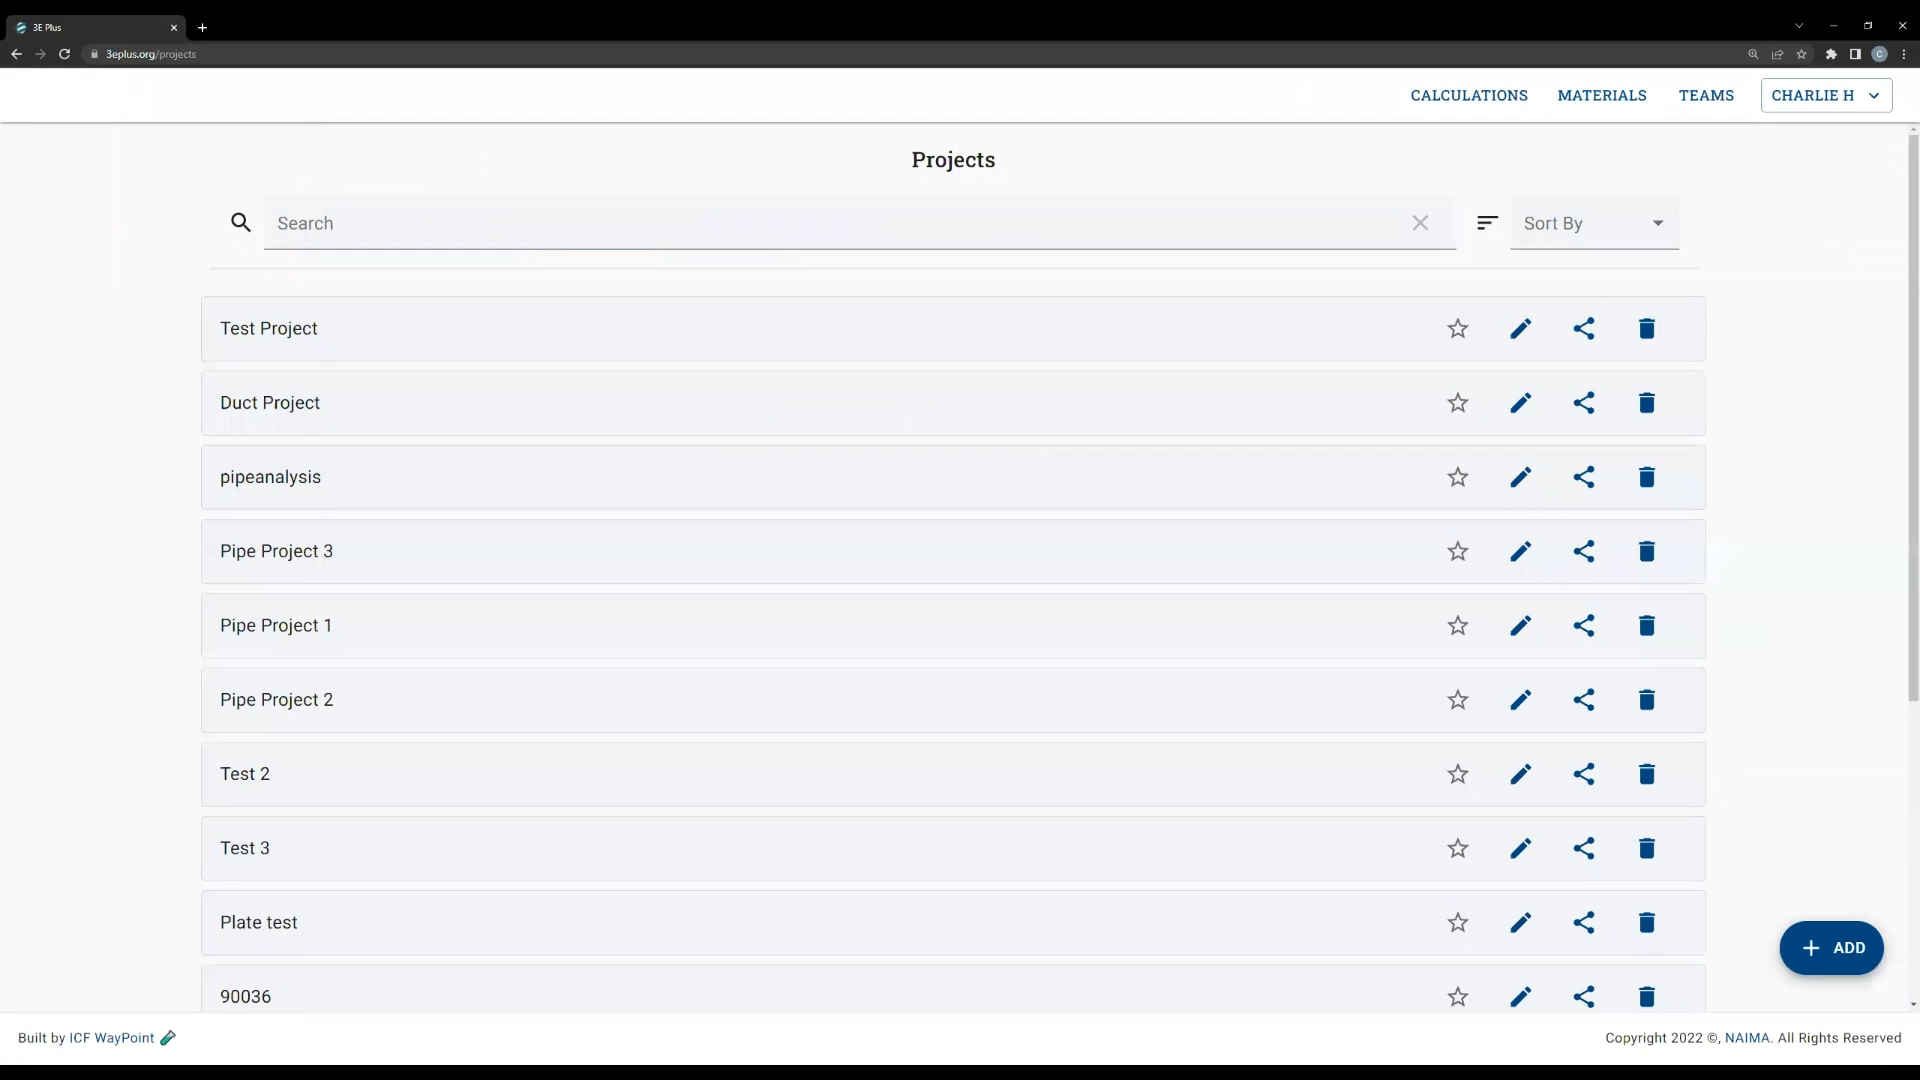 3E Plus
3eplus.org/projects
C
CALCULATIONS MATERIALS TEAMS CHARLIE H
Projects
Search Sort By
Test Project
Duct Project
pipeanalysis
Pipe Project 3
Pipe Project 1
Pipe Project 2
Test 2
Test 3
Plate test
ADD
90036
Built by ICF WayPoint Copyright 2022 ©, NAIMA. All Rights Reserved